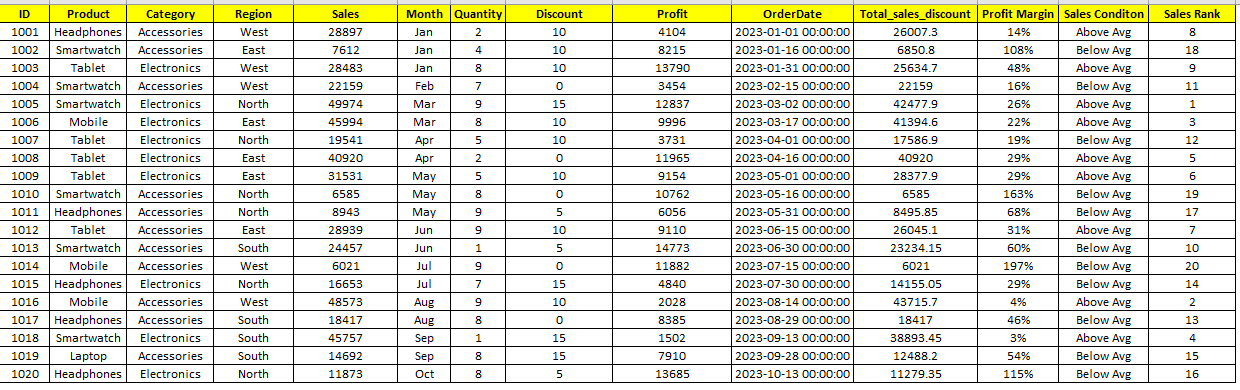 ID Product Category Region Sales Month Quantity Discount Profit OrderDate Total_sales_discount Profit Margin Sales Conditon Sales Rank
1001 Headphones Accessories West 28897 Jan 2 10 4104 2023-01-01 00:00:00 26007.3 14% Above Avg 8
1002 Smartwatch Accessories East 7612 Jan 4 10 8215 2023-01-16 00:00:00 6850.8 108% Below Avg 18
1003 Tablet Electronics West 28483 Jan 8 10 13790 2023-01-31 00:00:00 25634.7 48% Above Avg 9
1004 Smartwatch Accessories West 22159 Feb 7 0 3454 2023-02-15 00:00:00 22159 16% Below Avg 11
1005 Smartwatch Electronics North 49974 Mar 9 15 12837 2023-03-02 00:00:00 42477.9 26% Above Avg 1
1006 Mobile Electronics East 45994 Mar 8 10 9996 2023-03-17 00:00:00 41394.6 22% Above Avg 3
1007 Tablet Electronics North 19541 Apr 5 10 3731 2023-04-01 00:00:00 17586.9 19% Below Avg 12
1008 Tablet Electronics East 40920 Apr 2 0 11965 2023-04-16 00:00:00 40920 29% Above Avg 5
1009 Tablet Electronics East 31531 May 5 10 9154 2023-05-01 00:00:00 28377.9 29% Above Avg 6
1010 Smartwatch Accessories North 6585 May 8 0 10762 2023-05-16 00:00:00 6585 163% Below Avg 19
1011 Headphones Accessories North 8943 May 9 5 6056 2023-05-31 00:00:00 8495.85 68% Below Avg 17
1012 Tablet Accessories East 28939 Jun 9 10 9110 2023-06-15 00:00:00 26045.1 31% Above Avg 7
1013 Smartwatch Accessories South 24457 Jun 1 5 14773 2023-06-30 00:00:00 23234.15 60% Below Avg 10
1014 Mobile Accessories West 6021 Jul 9 0 11882 2023-07-15 00:00:00 6021 197% Below Avg 20
1015 Headphones Electronics North 16653 Jul 7 15 4840 2023-07-30 00:00:00 14155.05 29% Below Avg 14
1016 Mobile Accessories West 48573 Aug 9 10 2028 2023-08-14 00:00:00 43715.7 4% Above Avg 2
1017 Headphones Accessories South 18417 Aug 8 0 8385 2023-08-29 00:00:00 18417 46% Below Avg 13
1018 Smartwatch Electronics South 45757 Sep 1 15 1502 2023-09-13 00:00:00 38893.45 3% Above Avg 4
1019 Laptop Accessories South 14692 Sep 8 15 7910 2023-09-28 00:00:00 12488.2 54% Below Avg 15
1020 Headphones Electronics North 11873 Oct 8 5 13685 2023-10-13 00:00:00 11279.35 115% Below Avg 16